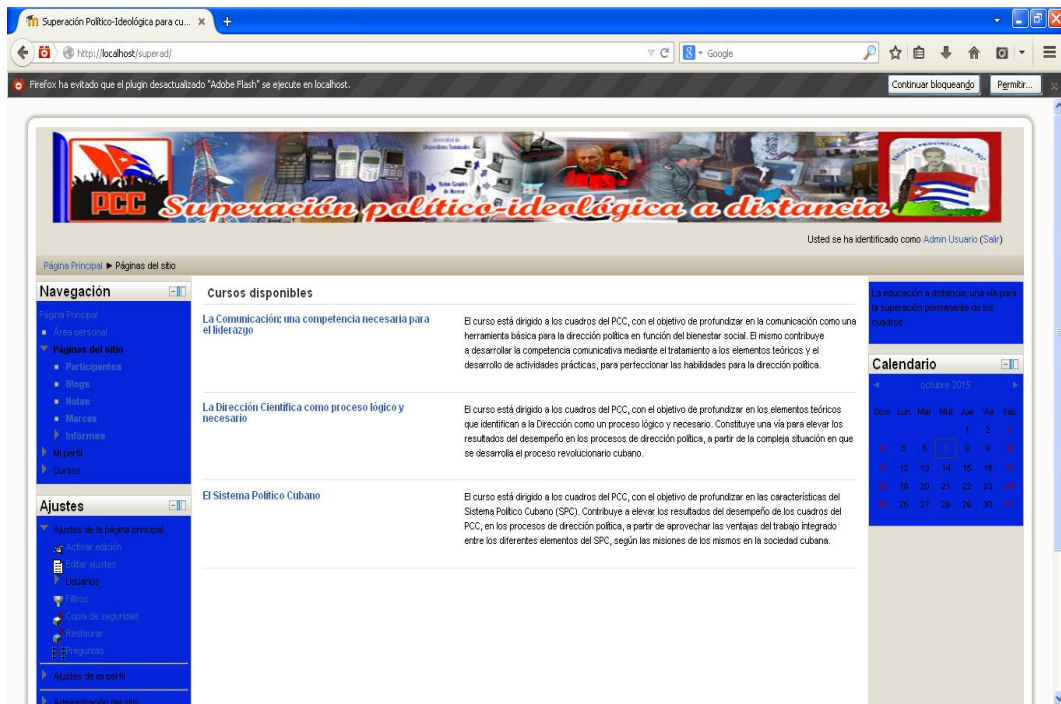 Superación Político-Ideológica para cu...
http://localhost/superad/
Google
Firefox ha evitado que el plugin desactualizado "Adobe Flash" se ejecute en localhost.
Continuar bloqueando
Permitir...
PCC
Superación político-ideológica a distancia
ESCUELA PROVINCIAL DEL PCC
Usted se ha identificado como Admin Usuario (Salir)
Página Principal ► Páginas del sitio
Navegación
Página Principal
Área personal
Páginas del sitio
Participantes
Blogs
Notas
Marcas
Informes
Mi perfil
Cursos
Ajustes
Ajustes de la página principal
Activar edición
Editar ajustes
Usuarios
Filtros
Copia de seguridad
Restaurar
Preguntas
Ajustes de mi perfil
Administración del sitio
Cursos disponibles
La Comunicación: una competencia necesaria para
el liderazgo
El curso está dirigido a los cuadros del PCC, con el objetivo de profundizar en la comunicación como una
herramienta básica para la dirección política en función del bienestar social. El mismo contribuye
a desarrollar la competencia comunicativa mediante el tratamiento a los elementos teóricos y el
desarrollo de actividades prácticas, para perfeccionar las habilidades para la dirección política.
La Dirección Científica como proceso lógico y
necesario
El curso está dirigido a los cuadros del PCC, con el objetivo de profundizar en los elementos teóricos
que identifican a la Dirección como un proceso lógico y necesario. Constituye una vía para elevar los
resultados del desempeño en los procesos de dirección política, a partir de la compleja situación en que
se desarrolla el proceso revolucionario cubano.
El Sistema Político Cubano
El curso está dirigido a los cuadros del PCC, con el objetivo de profundizar en las características del
Sistema Político Cubano (SPC). Contribuye a elevar los resultados del desempeño de los cuadros del
PCC, en los procesos de dirección política, a partir de aprovechar las ventajas del trabajo integrado
entre los diferentes elementos del SPC, según las misiones de los mismos en la sociedad cubana.
La educación a distancia, una vía para
la superación permanente de los
cuadros.
Calendario
octubre 2015
Dom Lun Mar Mié Jue Vie Sáb
1 2 3
4 5 6 7 8 9 10
11 12 13 14 15 16 17
18 19 20 21 22 23 24
25 26 27 28 29 30 31